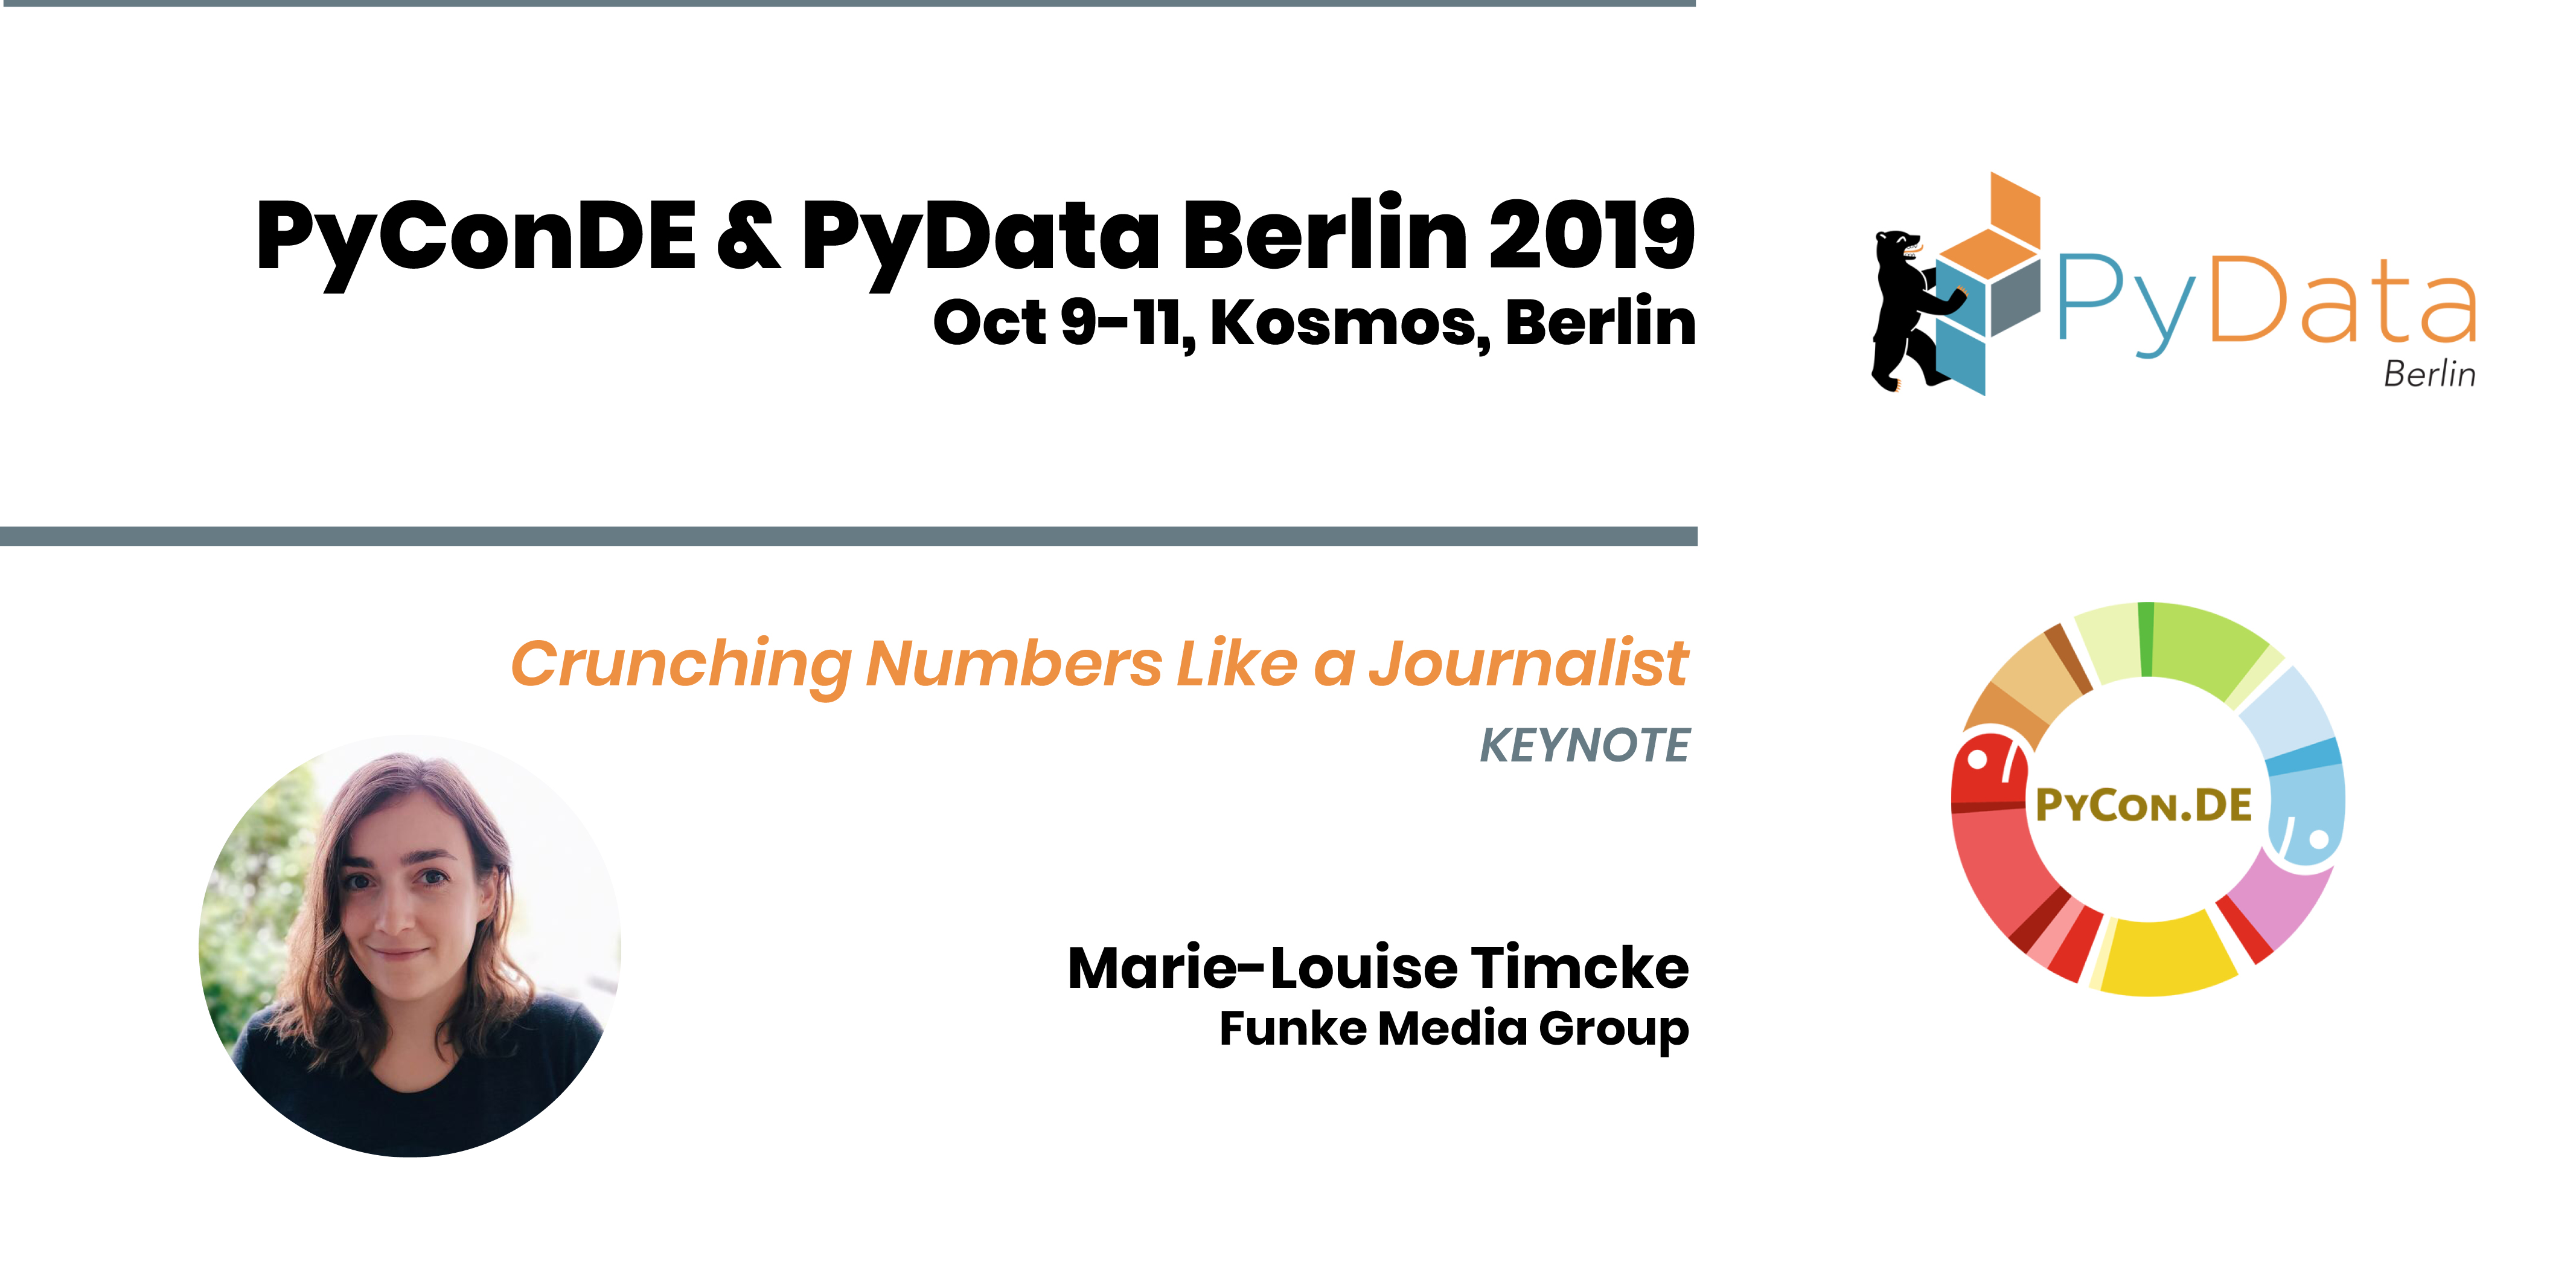 PyConDE & PyData Berlin 2019
Oct 9–11, Kosmos, Berlin
PyData
Berlin
Crunching Numbers Like a Journalist
KEYNOTE
PyCon.DE
Marie–Louise Timcke
Funke Media Group